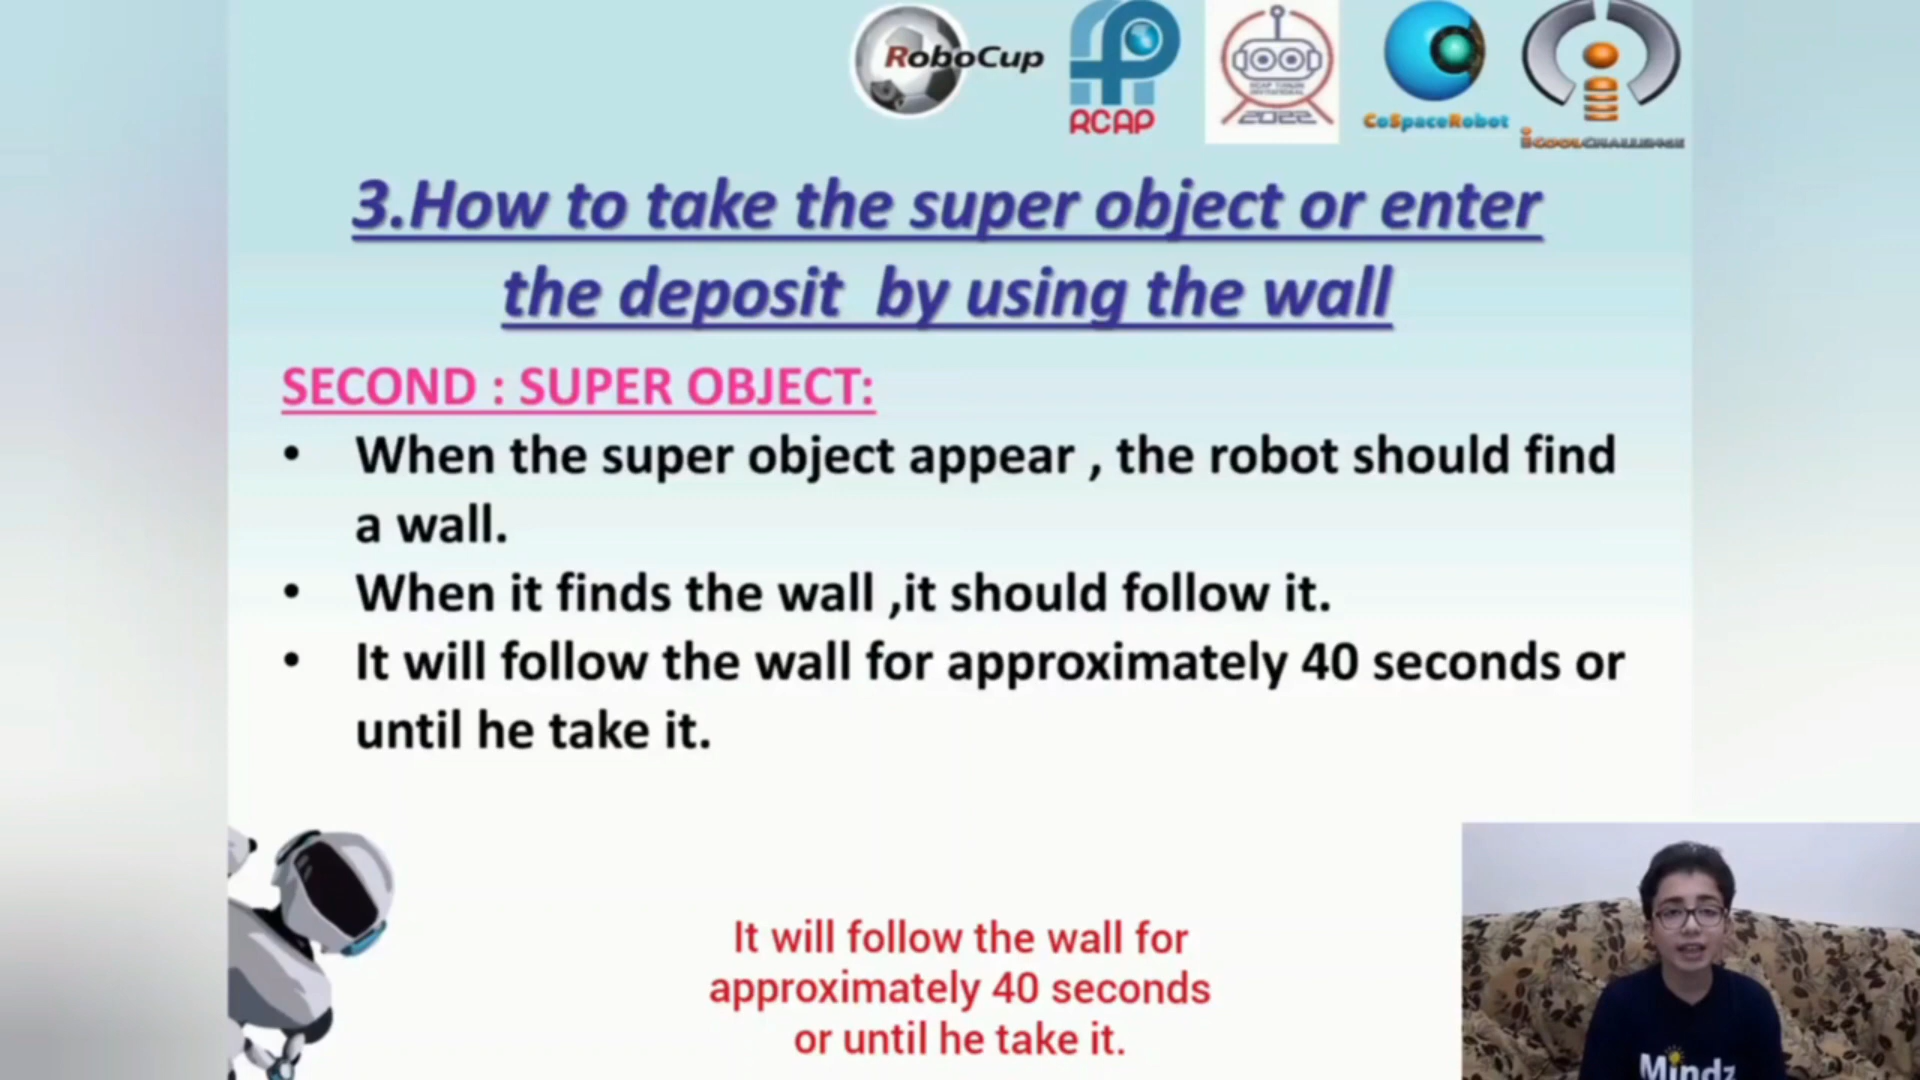 RoboCup
RCAP
2022
CoSpaceRobot
iCOOLCHALLENGE
3.How to take the super object or enter
the deposit by using the wall
SECOND : SUPER OBJECT:
• When the super object appear , the robot should find
a wall.
• When it finds the wall ,it should follow it.
• It will follow the wall for approximately 40 seconds or
until he take it.
It will follow the wall for
approximately 40 seconds
or until he take it.
Mindz